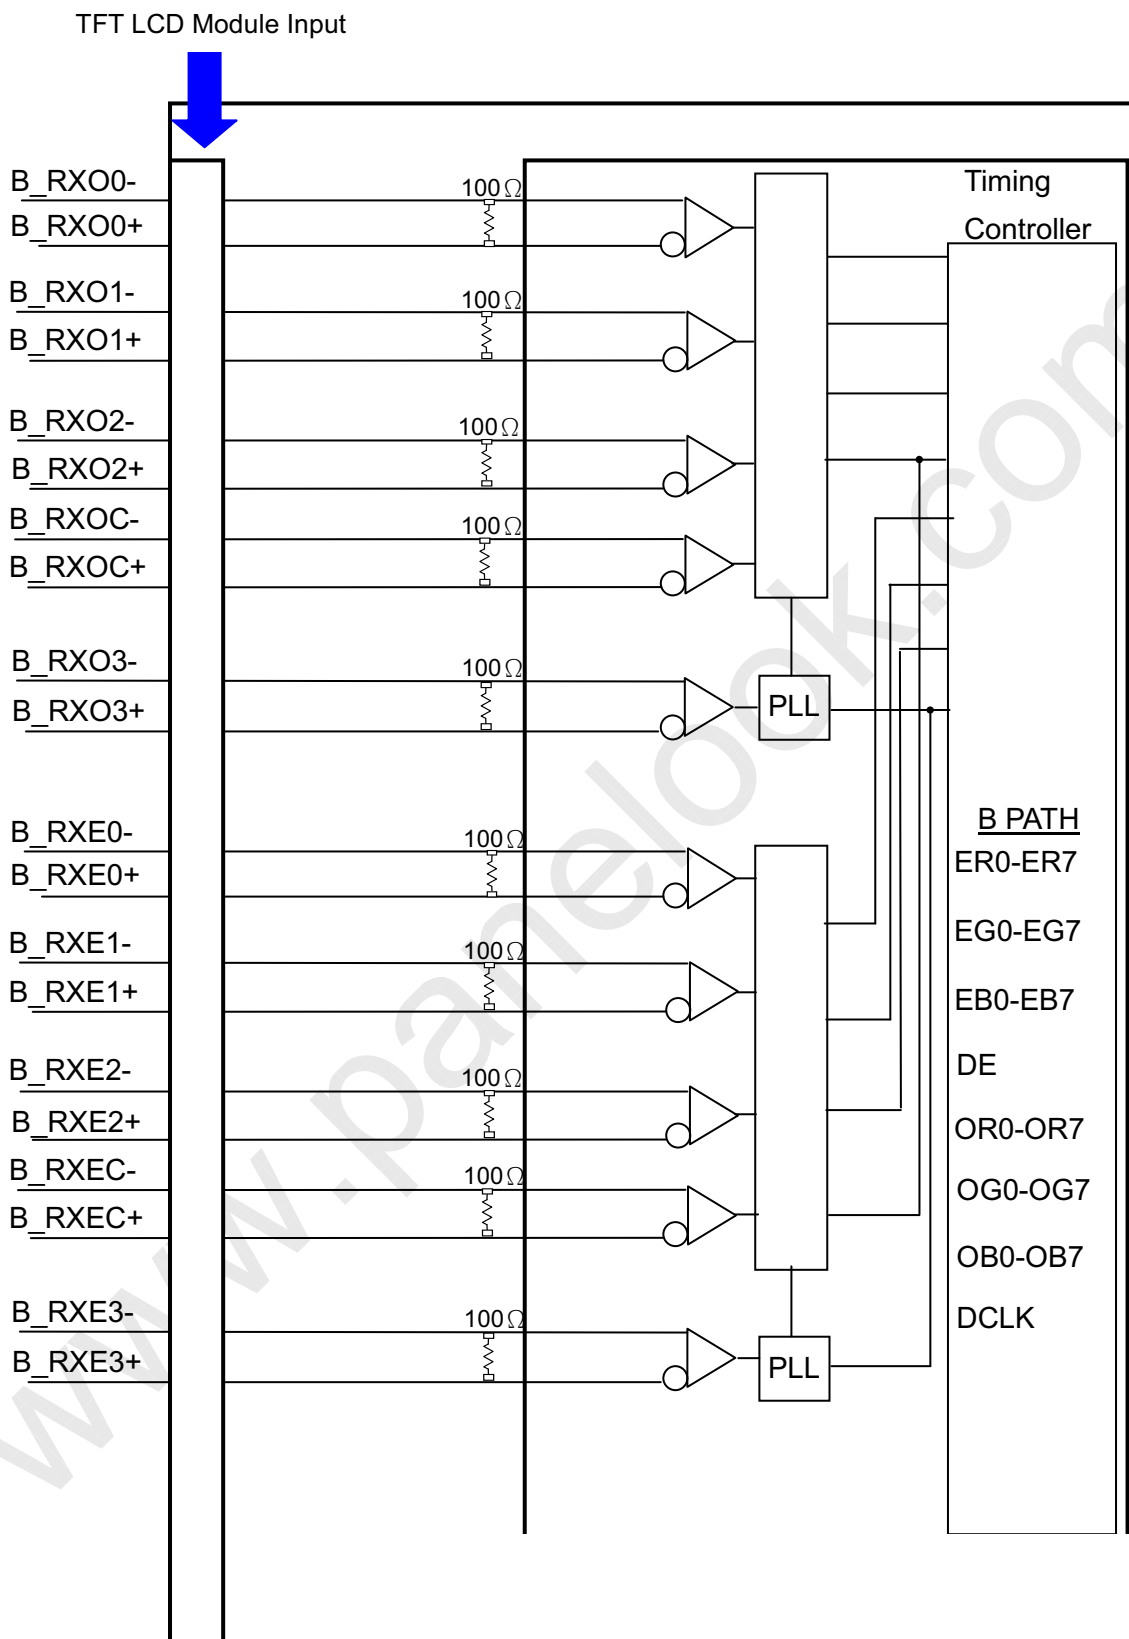 TFT LCD Module Input
B_RXO0-
100Ω
Timing
B_RXO0+
Controller
B_RXO1-
100Ω
B_RXO1+
B_RXO2-
100Ω
B_RXO2+
B_RXOC-
100Ω
B_RXOC+
B_RXO3-
100Ω
B_RXO3+
PLL
B_RXE0-
100Ω
B PATH
B_RXE0+
ER0-ER7
B_RXE1-
100Ω
EG0-EG7
B_RXE1+
EB0-EB7
B_RXE2-
100Ω
DE
B_RXE2+
OR0-OR7
B_RXEC-
100Ω
OG0-OG7
B_RXEC+
OB0-OB7
B_RXE3-
100Ω
DCLK
B_RXE3+
PLL
www.panelook.com